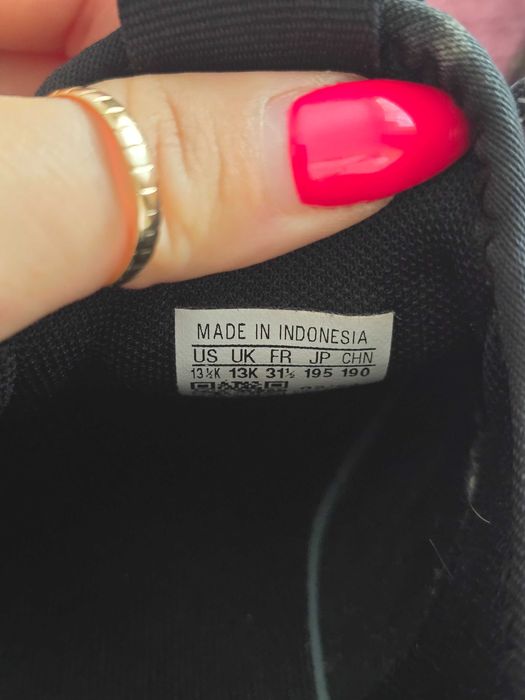 MADE IN INDONESIA
US UK FR JP CHN
13½K 13K 31½ 195 190